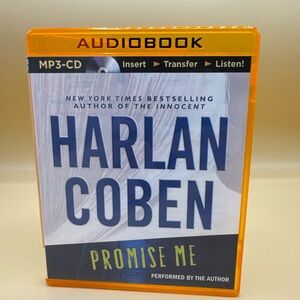 AUDIOBOOK
MP3-CD Insert ▶ Transfer ▶ Listen!
NEW YORK TIMES BESTSELLING
AUTHOR OF THE INNOCENT
HARLAN
COBEN
PROMISE ME
PERFORMED BY THE AUTHOR